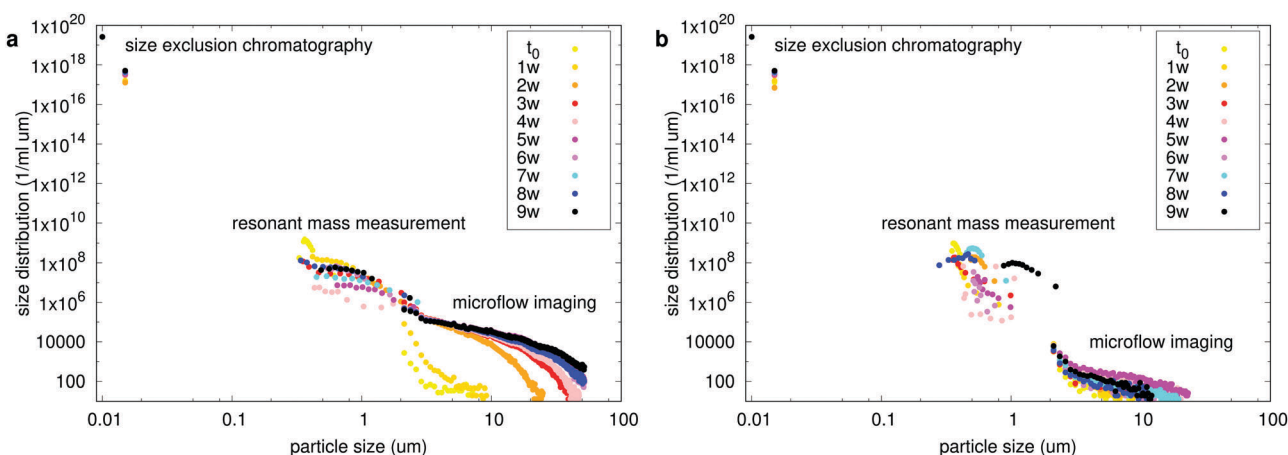 a
size exclusion chromatography
resonant mass measurement
microflow imaging
t0
1w
2w
3w
4w
5w
6w
7w
8w
9w
size distribution (1/ml um)
1x10^20
1x10^18
1x10^16
1x10^14
1x10^12
1x10^10
1x10^8
1x10^6
10000
100
0.01
0.1
1
10
100
particle size (um)
b
size exclusion chromatography
resonant mass measurement
microflow imaging
t0
1w
2w
3w
4w
5w
6w
7w
8w
9w
size distribution (1/ml um)
1x10^20
1x10^18
1x10^16
1x10^14
1x10^12
1x10^10
1x10^8
1x10^6
10000
100
0.01
0.1
1
10
100
particle size (um)